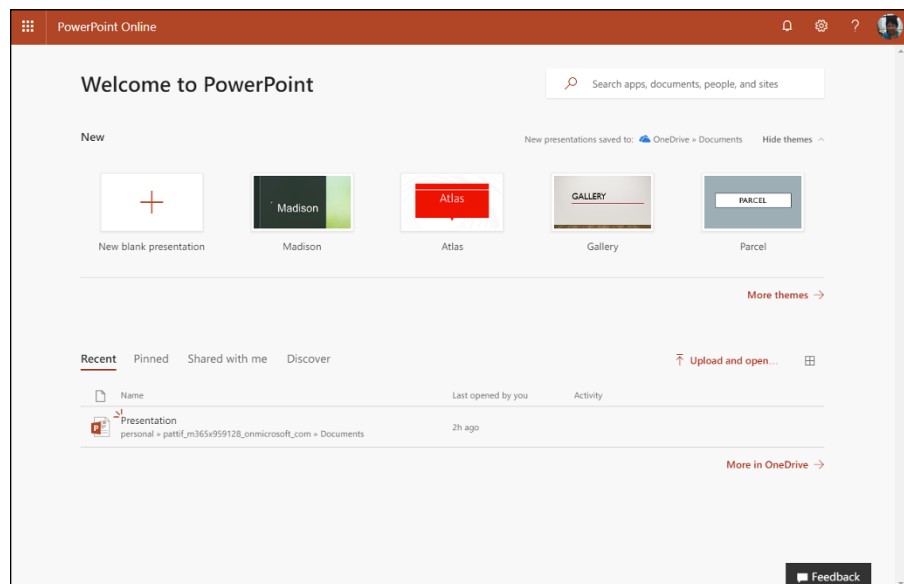 PowerPoint Online
?
Welcome to PowerPoint
Search apps, documents, people, and sites
New
New presentations saved to: OneDrive » Documents Hide themes
Madison
Atlas
GALLERY
PARCEL
New blank presentation Madison Atlas Gallery Parcel
More themes →
Recent Pinned Shared with me Discover Upload and open...
Name Last opened by you Activity
P
Presentation
personal » pattif_m365x959128_onmicrosoft_com » Documents
2h ago
More in OneDrive →
Feedback